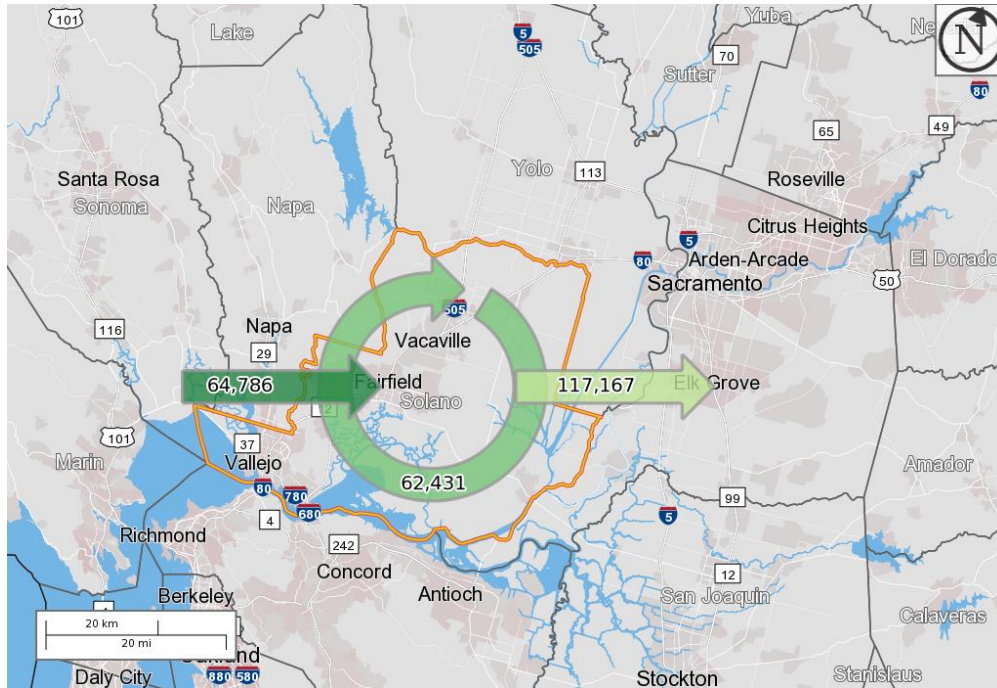 101
Lake
5
505
Yuba
70
Sutter
N
80
65
49
Yolo
113
Roseville
Santa Rosa
Sonoma
Napa
Citrus Heights
El Dorado
5
80
Arden-Arcade
50
Sacramento
505
116
Napa
29
Vacaville
64,786
Fairfield
Solano
117,167
Elk Grove
37
101
Marin
Vallejo
80
780
680
4
62,431
Amador
99
5
Richmond
242
Concord
Antioch
12
San Joaquin
Berkeley
Calaveras
20 km
20 mi
Oakland
880
580
Daly City
Stockton
Stanislaus